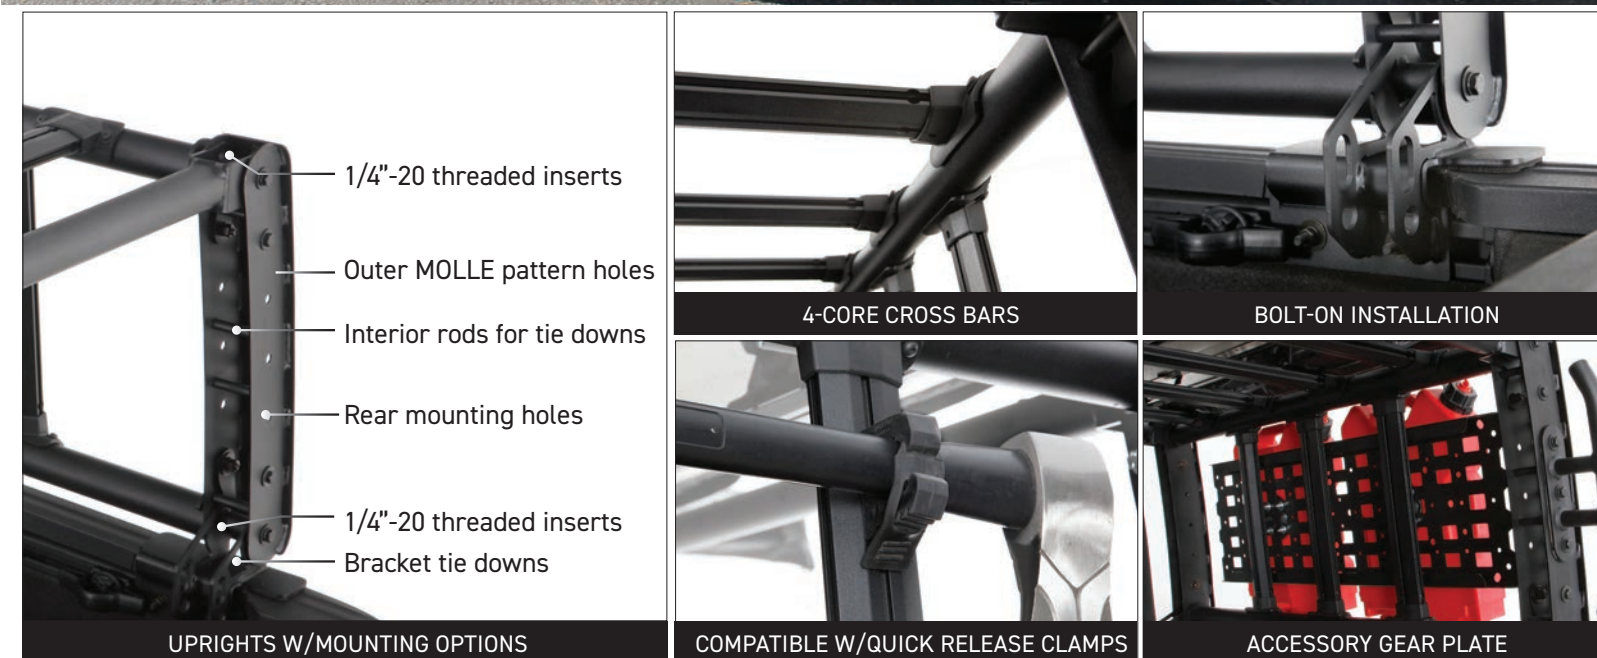 1/4”-20 threaded inserts
Outer MOLLE pattern holes
Interior rods for tie downs
Rear mounting holes
1/4”-20 threaded inserts
Bracket tie downs
UPRIGHTS W/MOUNTING OPTIONS
4-CORE CROSS BARS
BOLT-ON INSTALLATION
COMPATIBLE W/QUICK RELEASE CLAMPS
ACCESSORY GEAR PLATE